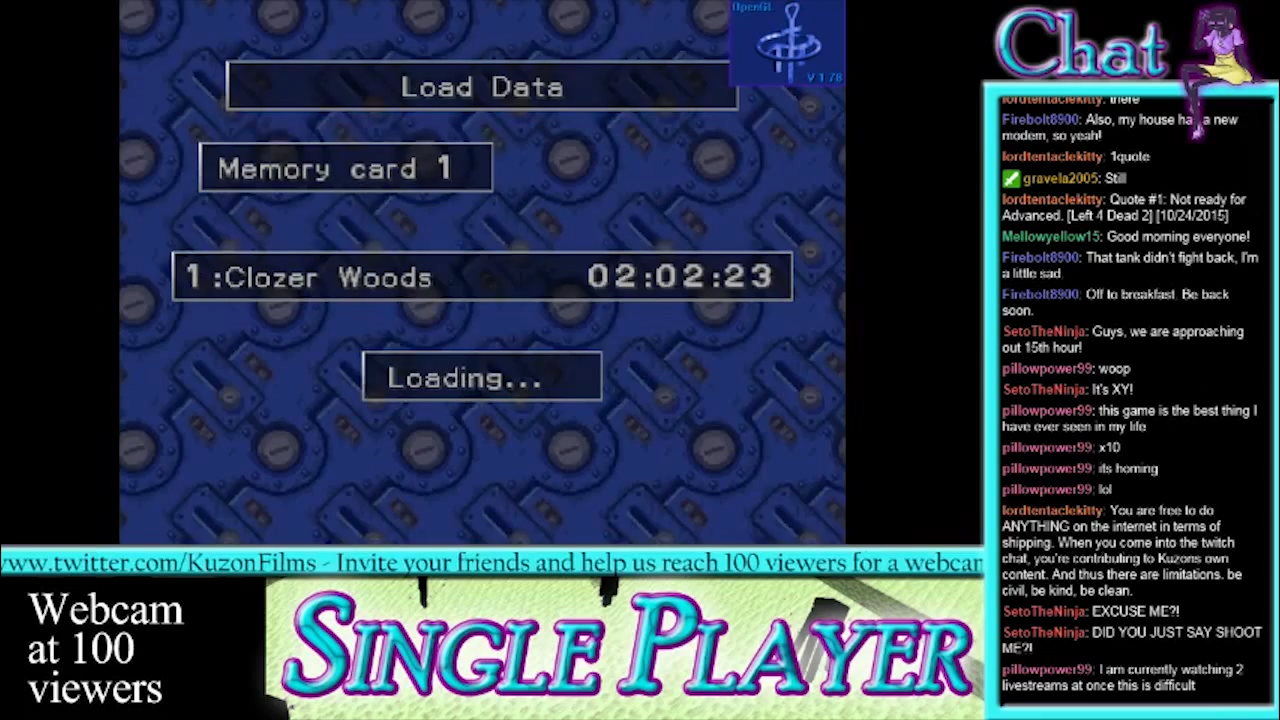 OpenGL
V 1.78
Load Data
Memory card 1
1 :Clozer Woods 02:02:23
Loading...
www.twitter.com/KuzonFilms - Invite your friends and help us reach 100 viewers for a webcam
Webcam
at 100
viewers
SINGLE PLAYER
Chat
lordtentaclekitty: there
Firebolt8900: Also, my house has a new
modem, so yeah!
lordtentaclekitty: 1quote
gravela2005: Still
lordtentaclekitty: Quote #1: Not ready for
Advanced. [Left 4 Dead 2] [10/24/2015]
Mellowyellow15: Good morning everyone!
Firebolt8900: That tank didn't fight back, I'm
a little sad.
Firebolt8900: Off to breakfast. Be back
soon.
SetoTheNinja: Guys, we are approaching
out 15th hour!
pillowpower99: woop
SetoTheNinja: It's XY!
pillowpower99: this game is the best thing I
have ever seen in my life
pillowpower99: x10
pillowpower99: its homing
pillowpower99: lol
lordtentaclekitty: You are free to do
ANYTHING on the internet in terms of
shipping. When you come into the twitch
chat, you're contributing to Kuzons own
content. And thus there are limitations. be
civil, be kind, be clean.
SetoTheNinja: EXCUSE ME?!
SetoTheNinja: DID YOU JUST SAY SHOOT
ME?!
pillowpower99: I am currently watching 2
livestreams at once this is difficult